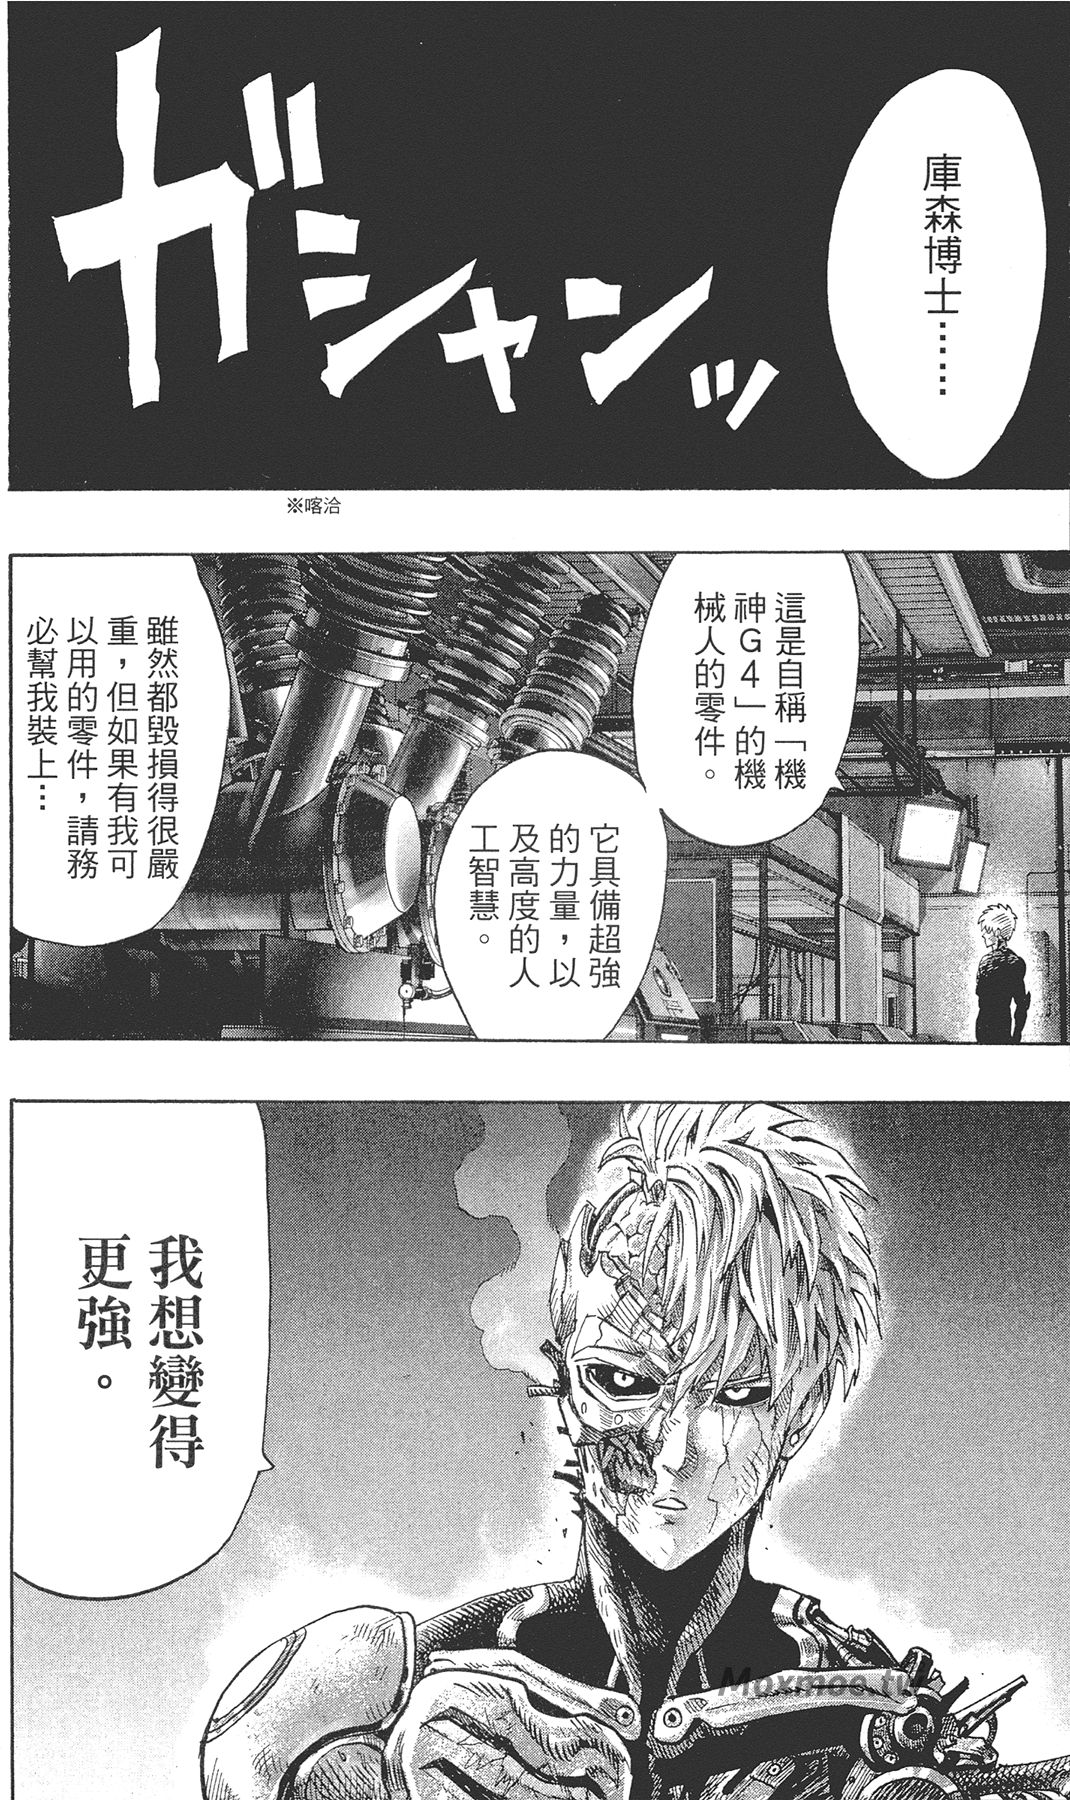 庫森博士……
ガシャンッ
※喀洽
這是自稱「機
神G4」的機
械人的零件。
它具備超強
的力量，以
及高度的人
工智慧。
雖然都毀損得很嚴
重，但如果有我可
以用的零件，請務
必幫我裝上…
我想變得
更強。
Moxmoe.tv